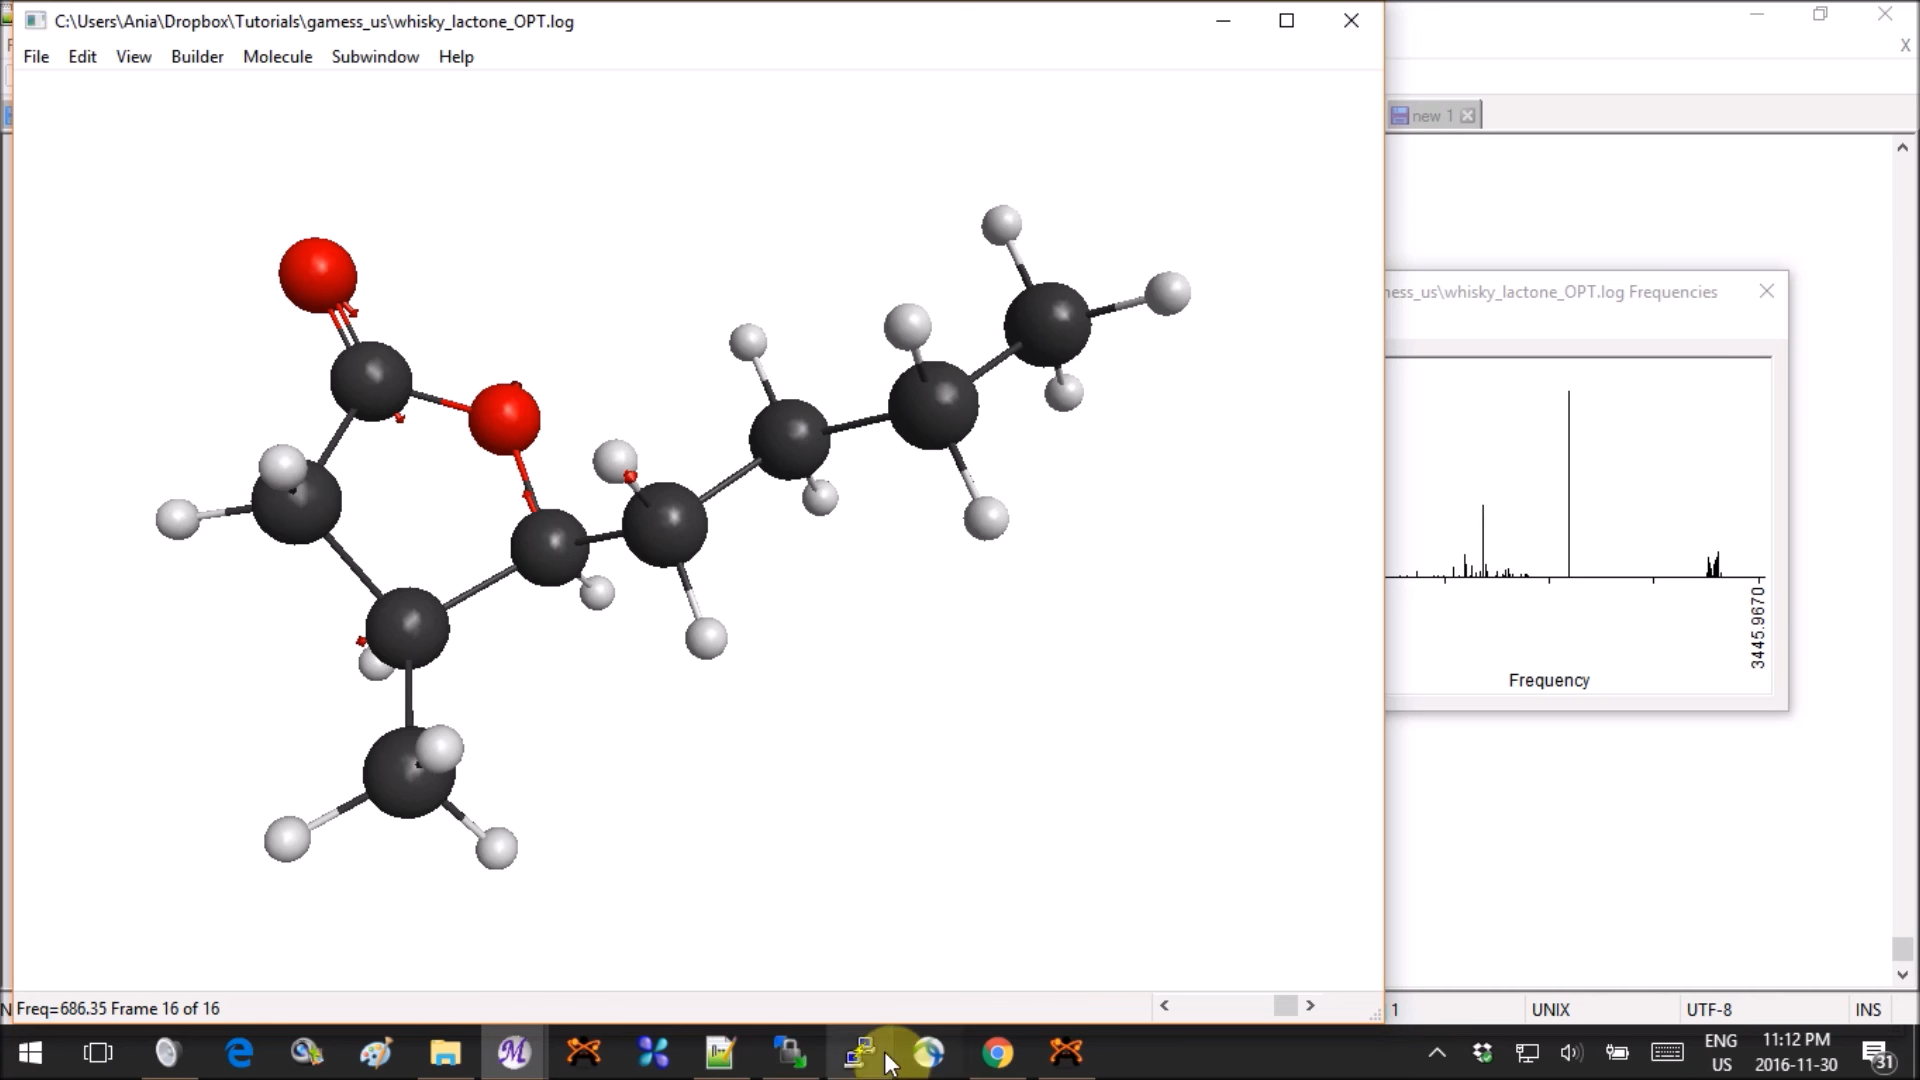 C:\Users\Ania\Dropbox\Tutorials\gamess_us\whisky_lactone_OPT.log
File Edit View Builder Molecule Subwindow Help
X
new 1
ness_us\whisky_lactone_OPT.log Frequencies
3445.9670
Frequency
Freq=686.35 Frame 16 of 16
1 UNIX UTF-8 INS
ENG
US
11:12 PM
2016-11-30
31